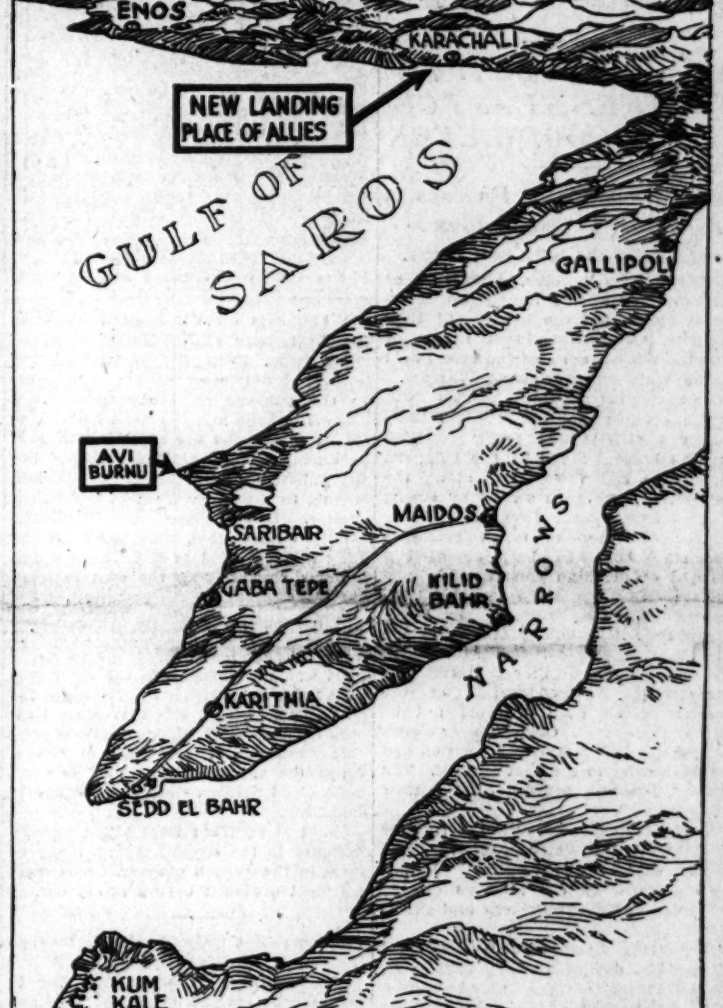 ENOS
KARACHALI
NEW LANDING
PLACE OF ALLIES
GULF OF
SAROS
GALLIPOLI
AVI
BURNU
MAIDOS
SARIBAIR
GABA TEPE
KILID
BAHR
NARROWS
KARITHIA
SEDD EL BAHR
KUM
KALE